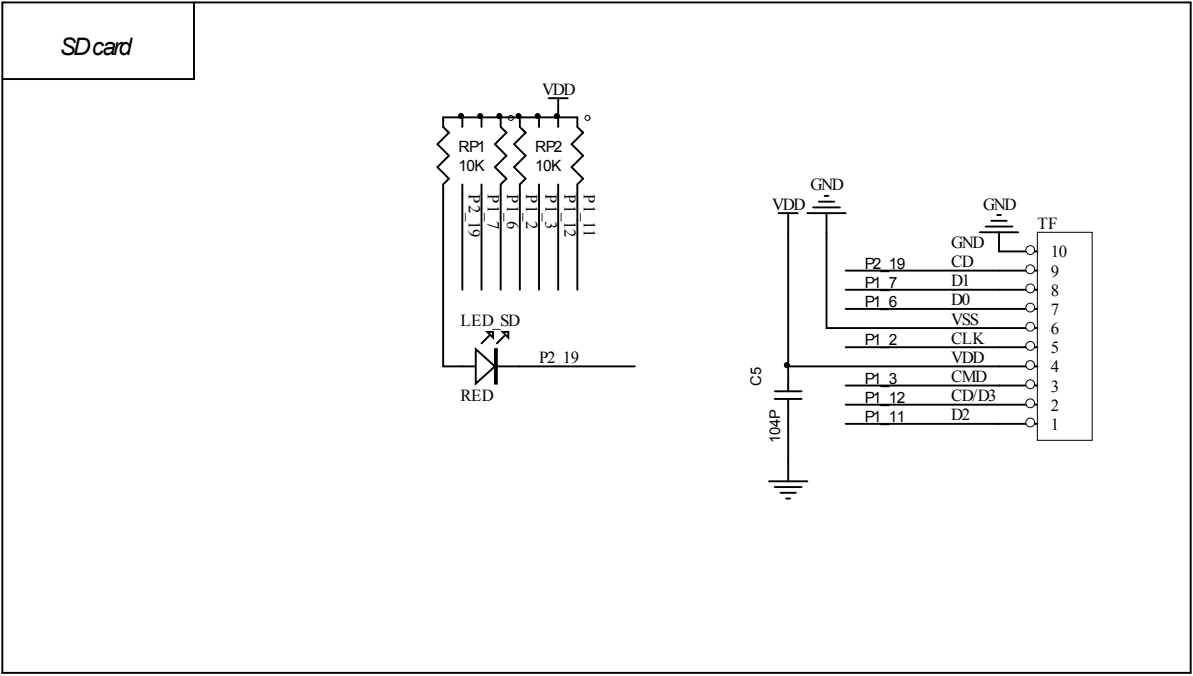 SD card
VDD
RP1
10K
RP2
10K
P2_19
P1_7
P1_6
P1_2
P1_3
P1_12
P1_11
LED_SD
P2_19
RED
VDD
GND
GND
TF
GND
10
P2_19
CD
9
P1_7
D1
8
P1_6
D0
7
VSS
6
P1_2
CLK
5
VDD
4
P1_3
CMD
3
P1_12
CD/D3
2
P1_11
D2
1
C5
104P